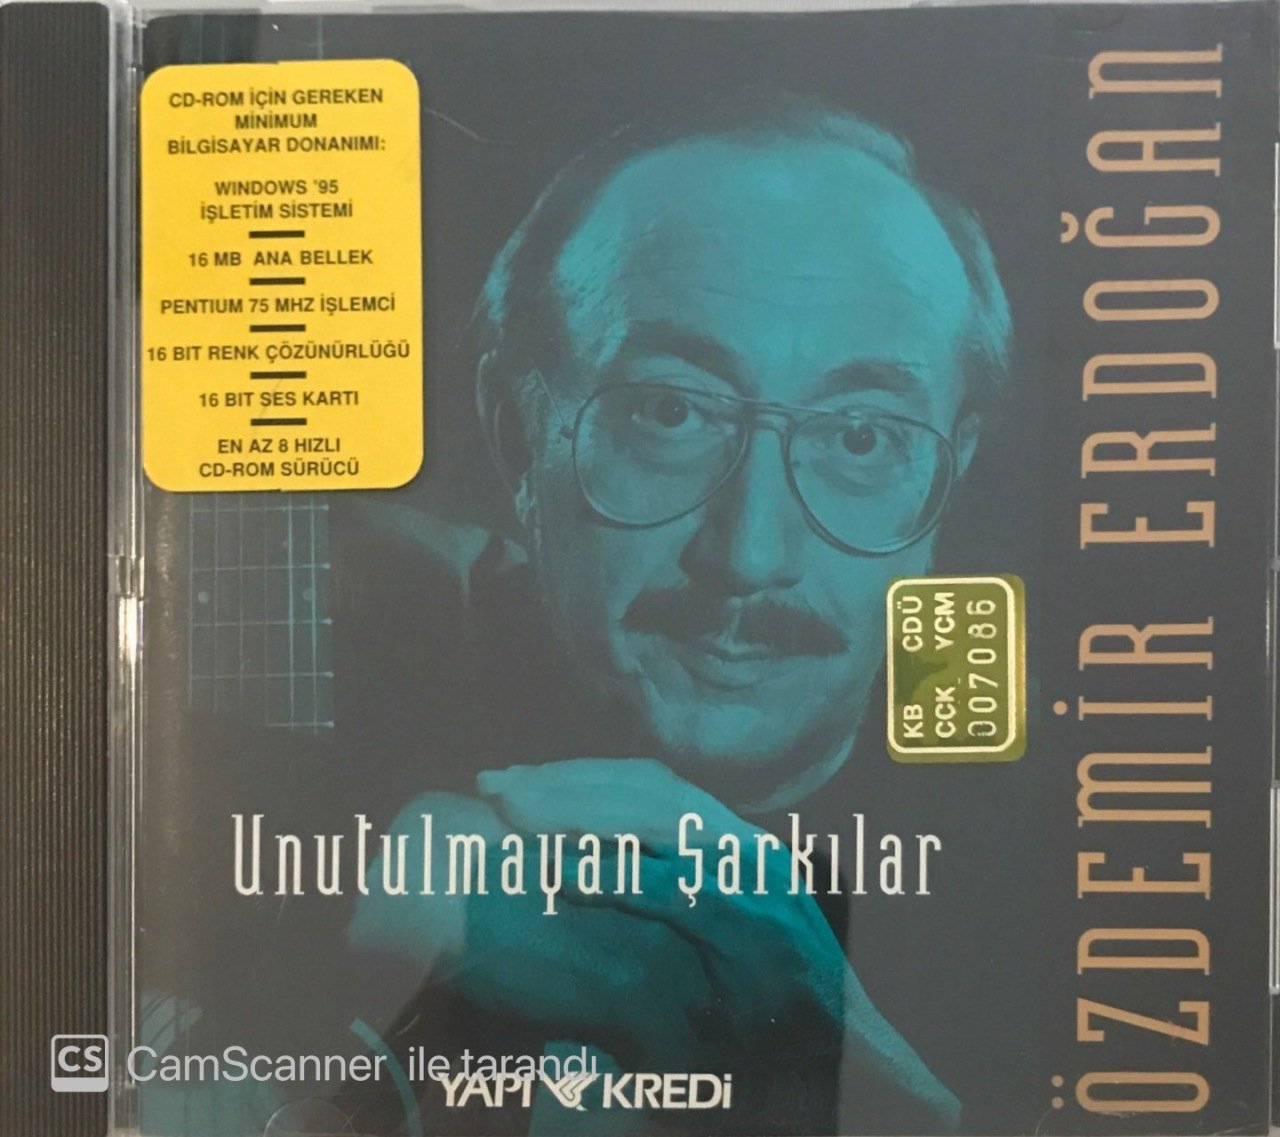 CD-ROM İÇİN GEREKEN
MİNİMUM
BİLGİSAYAR DONANIMI:
WINDOWS '95
İŞLETİM SİSTEMİ
16 MB ANA BELLEK
PENTIUM 75 MHZ İŞLEMCİ
16 BIT RENK ÇÖZÜNÜRLÜĞÜ
16 BIT SES KARTI
EN AZ 8 HIZLI
CD-ROM SÜRÜCÜ
ÖZDEMİR ERDOĞAN
KB CDÜ
CCK YCM
007086
Unutulmayan Şarkılar
YAPI KREDİ
CS CamScanner ile tarandı